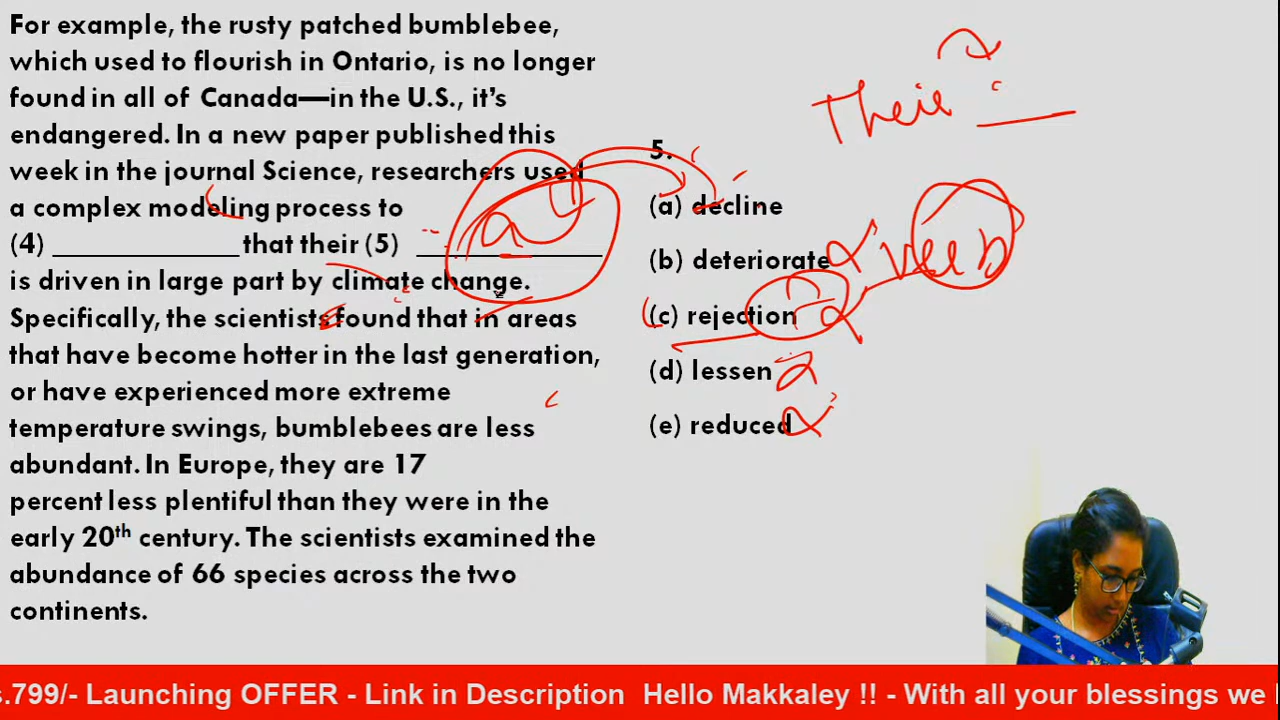 For example, the rusty patched bumblebee,
which used to flourish in Ontario, is no longer
found in all of Canada—in the U.S., it's
endangered. In a new paper published this
week in the journal Science, researchers used
a complex modeling process to
(4) _______________ that their (5) _______________
is driven in large part by climate change.
Specifically, the scientists found that in areas
that have become hotter in the last generation,
or have experienced more extreme
temperature swings, bumblebees are less
abundant. In Europe, they are 17
percent less plentiful than they were in the
early 20th century. The scientists examined the
abundance of 66 species across the two
continents.
5.
(a) decline
(b) deteriorate
(c) rejection
(d) lessen
(e) reduced
Their ____
verb
a
s.799/- Launching OFFER - Link in Description Hello Makkaley !! - With all your blessings we